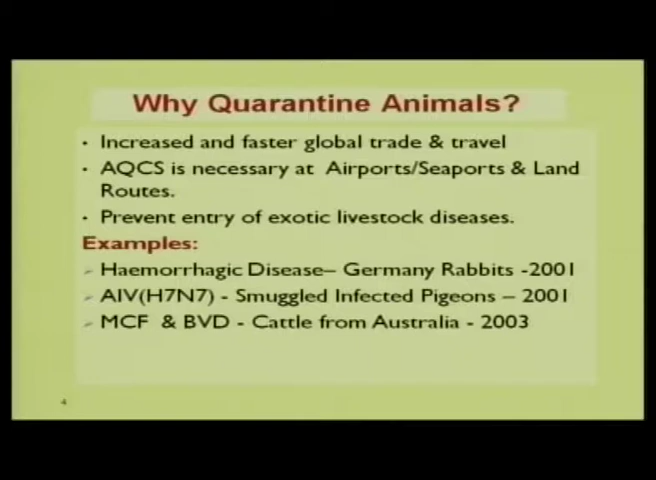 Why Quarantine Animals?
• Increased and faster global trade & travel
• AQCS is necessary at Airports/Seaports & Land
Routes.
• Prevent entry of exotic livestock diseases.
Examples:
➢ Haemorrhagic Disease– Germany Rabbits -2001
➢ AIV(H7N7) - Smuggled Infected Pigeons – 2001
➢ MCF & BVD - Cattle from Australia - 2003
4